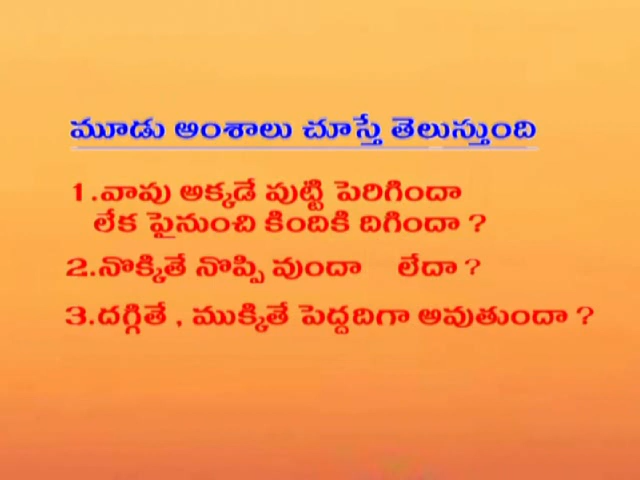 మూడు అంశాలు చూస్తే తెలుస్తుంది
1.వాపు అక్కడే పుట్టి పెరిగిందా
లేక పైనుంచి కిందికి దిగిందా ?
2.నొక్కితే నొప్పి వుందా లేదా ?
3.దగ్గితే , ముక్కితే పెద్దదిగా అవుతుందా ?